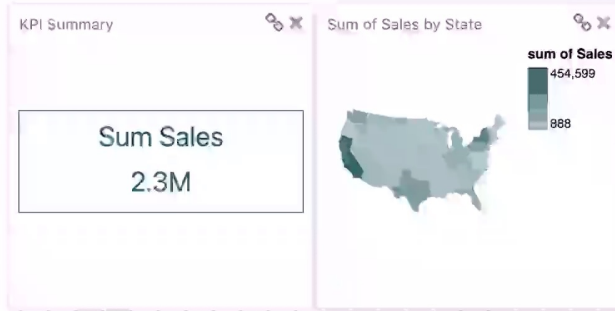 KPI Summary
Sum Sales
2.3M
Sum of Sales by State
sum of Sales
454,599
888